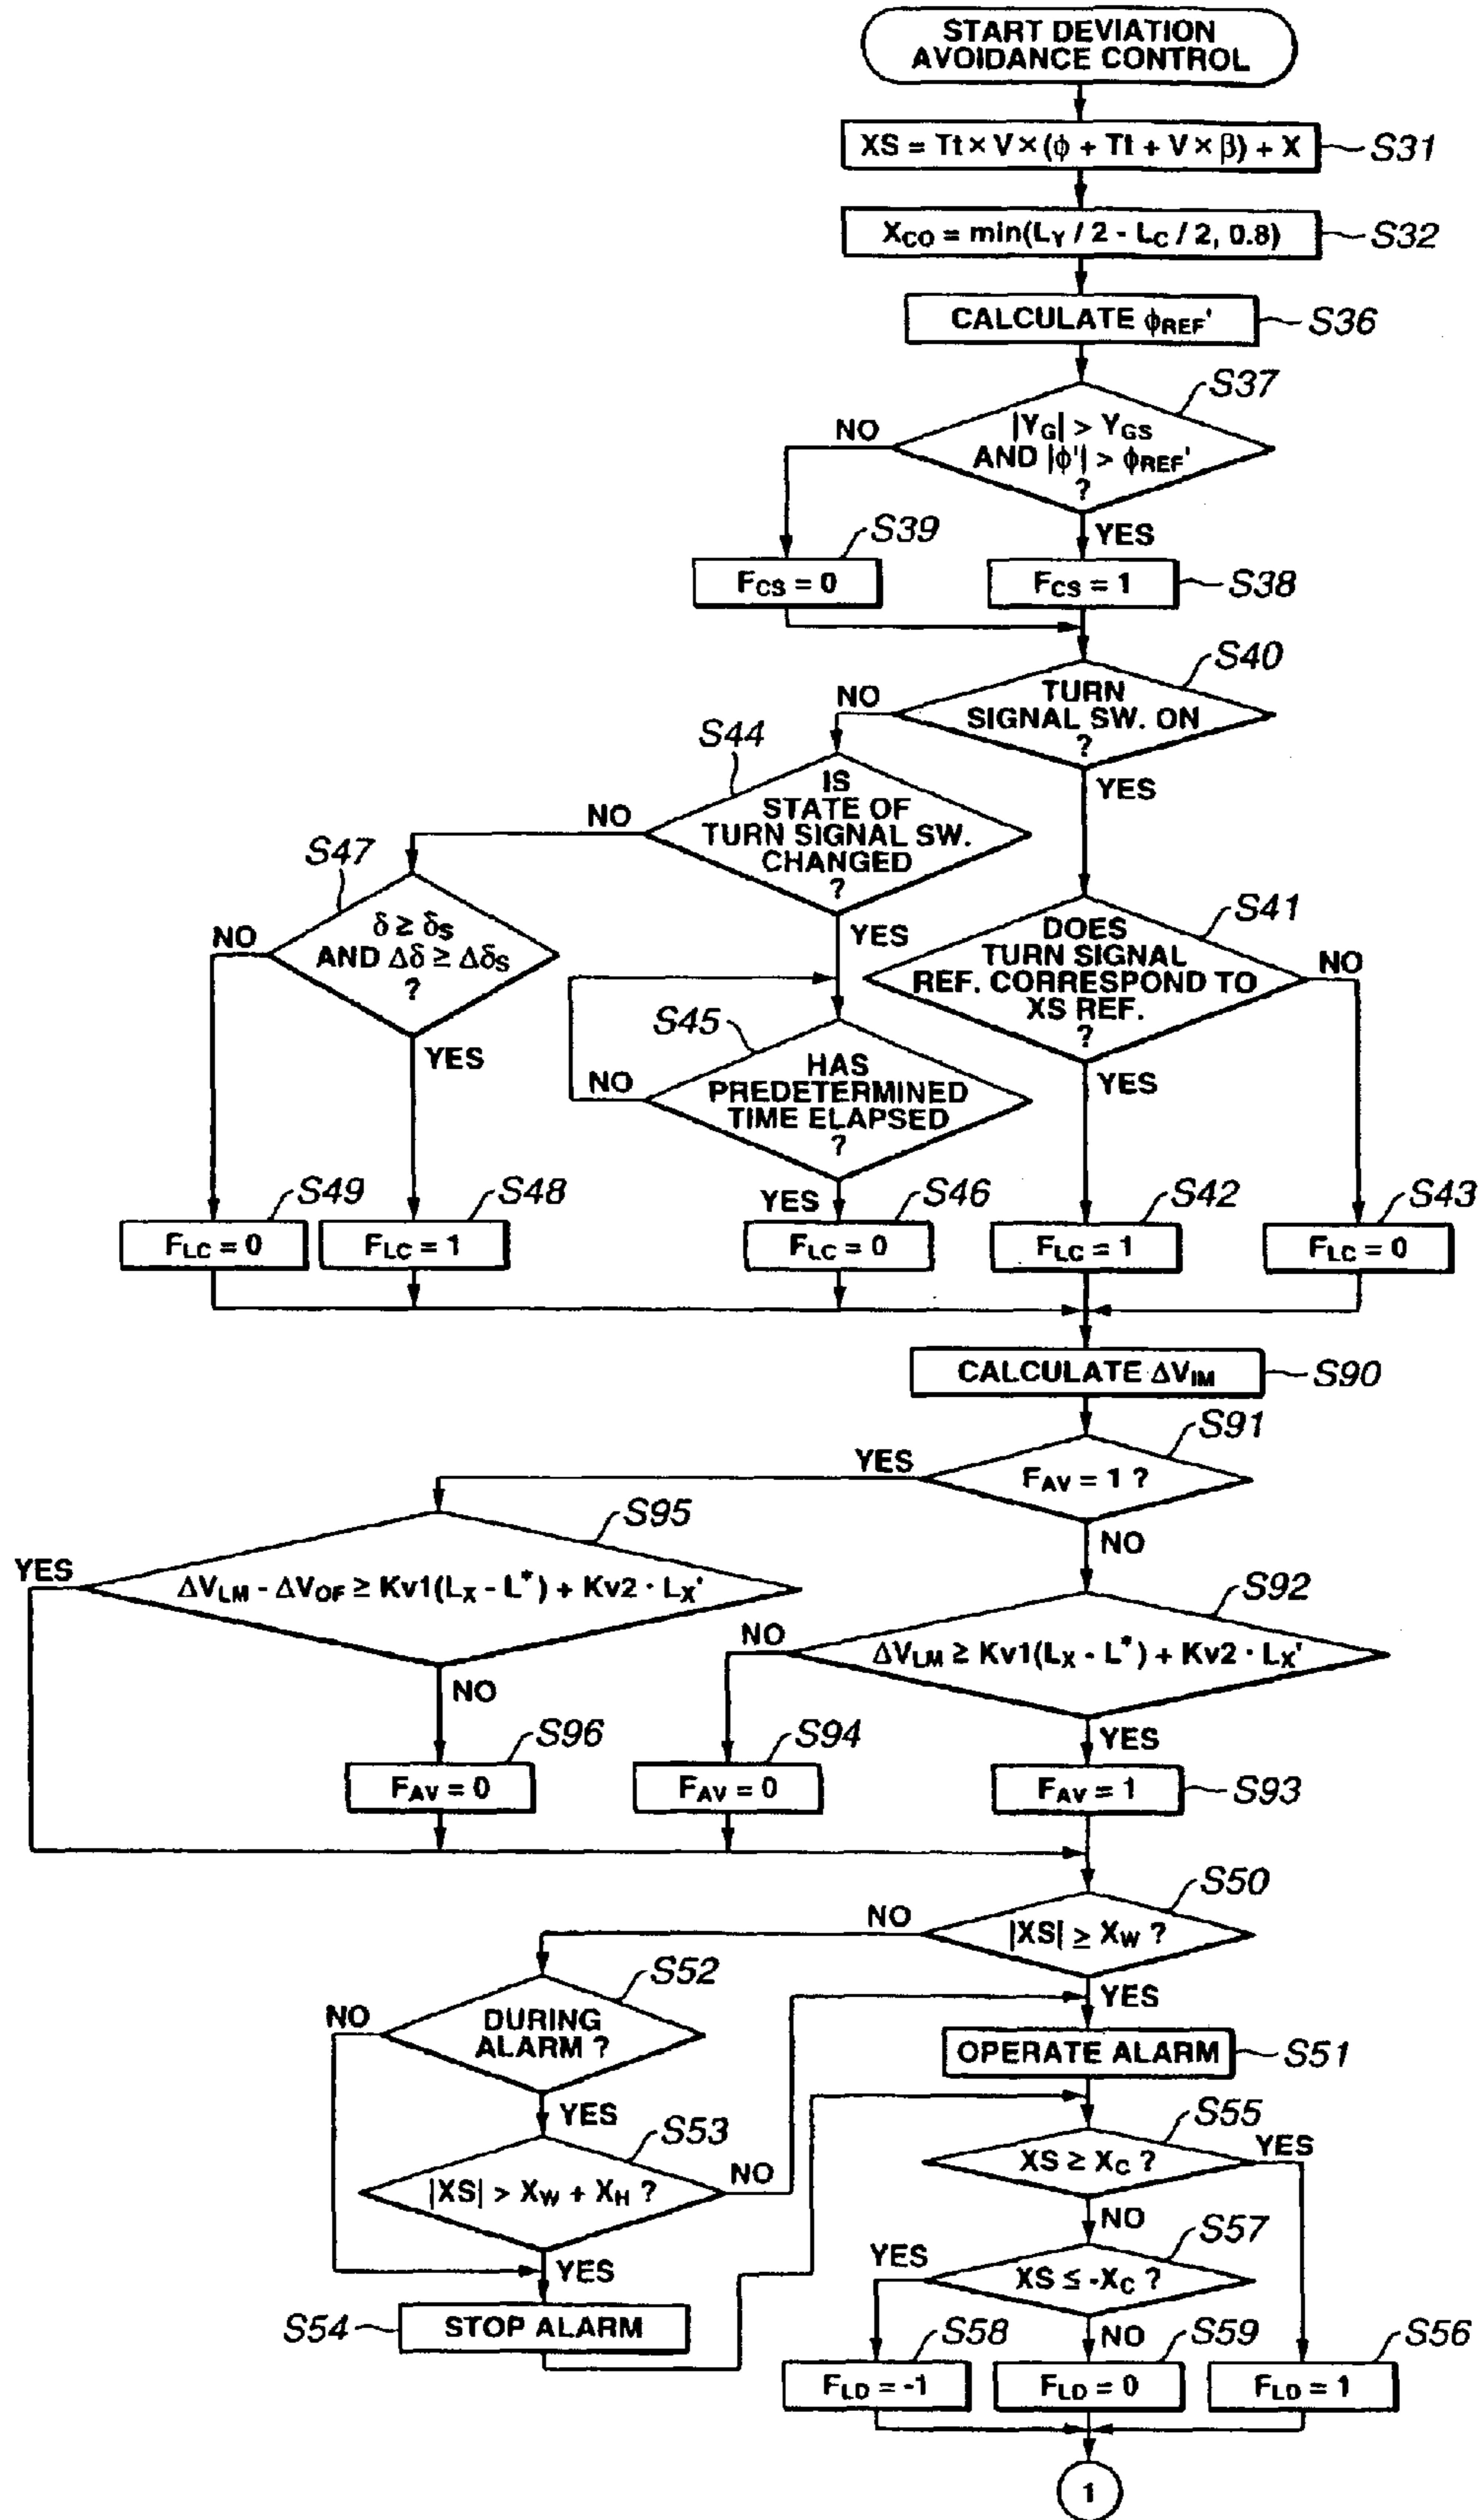 START DEVIATION
AVOIDANCE CONTROL
XS = Tt × V × (ϕ + Tt + V × β) + X
S31
XCO = min(LY / 2 - LC / 2, 0.8)
S32
CALCULATE ϕREF'
S36
S37
|YG| > YGS
AND |ϕ'| > ϕREF'
?
NO
YES
S39
FCS = 0
FCS = 1
S38
S40
TURN
SIGNAL SW. ON
?
NO
YES
S44
IS
STATE OF
TURN SIGNAL SW.
CHANGED
?
NO
YES
S47
δ ≥ δS
AND Δδ ≥ ΔδS
?
NO
YES
S41
DOES
TURN SIGNAL
REF. CORRESPOND TO
XS REF.
?
NO
YES
S45
HAS
PREDETERMINED
TIME ELAPSED
?
NO
YES
S49
FLC = 0
S48
FLC = 1
S46
FLC = 0
S42
FLC = 1
S43
FLC = 0
CALCULATE ΔVIM
S90
S91
FAV = 1 ?
YES
NO
S95
ΔVLM - ΔVOF ≥ Kv1(LX - L*) + Kv2 · LX'
YES
NO
S92
ΔVLM ≥ Kv1(LX - L*) + Kv2 · LX'
NO
YES
S96
FAV = 0
S94
FAV = 0
FAV = 1
S93
S50
|XS| ≥ XW ?
NO
YES
S52
DURING
ALARM ?
NO
YES
OPERATE ALARM
S51
S53
|XS| > XW + XH ?
NO
YES
S55
XS ≥ XC ?
YES
NO
S57
XS ≤ -XC ?
YES
NO
S54
STOP ALARM
S58
FLD = -1
S59
FLD = 0
S56
FLD = 1
1